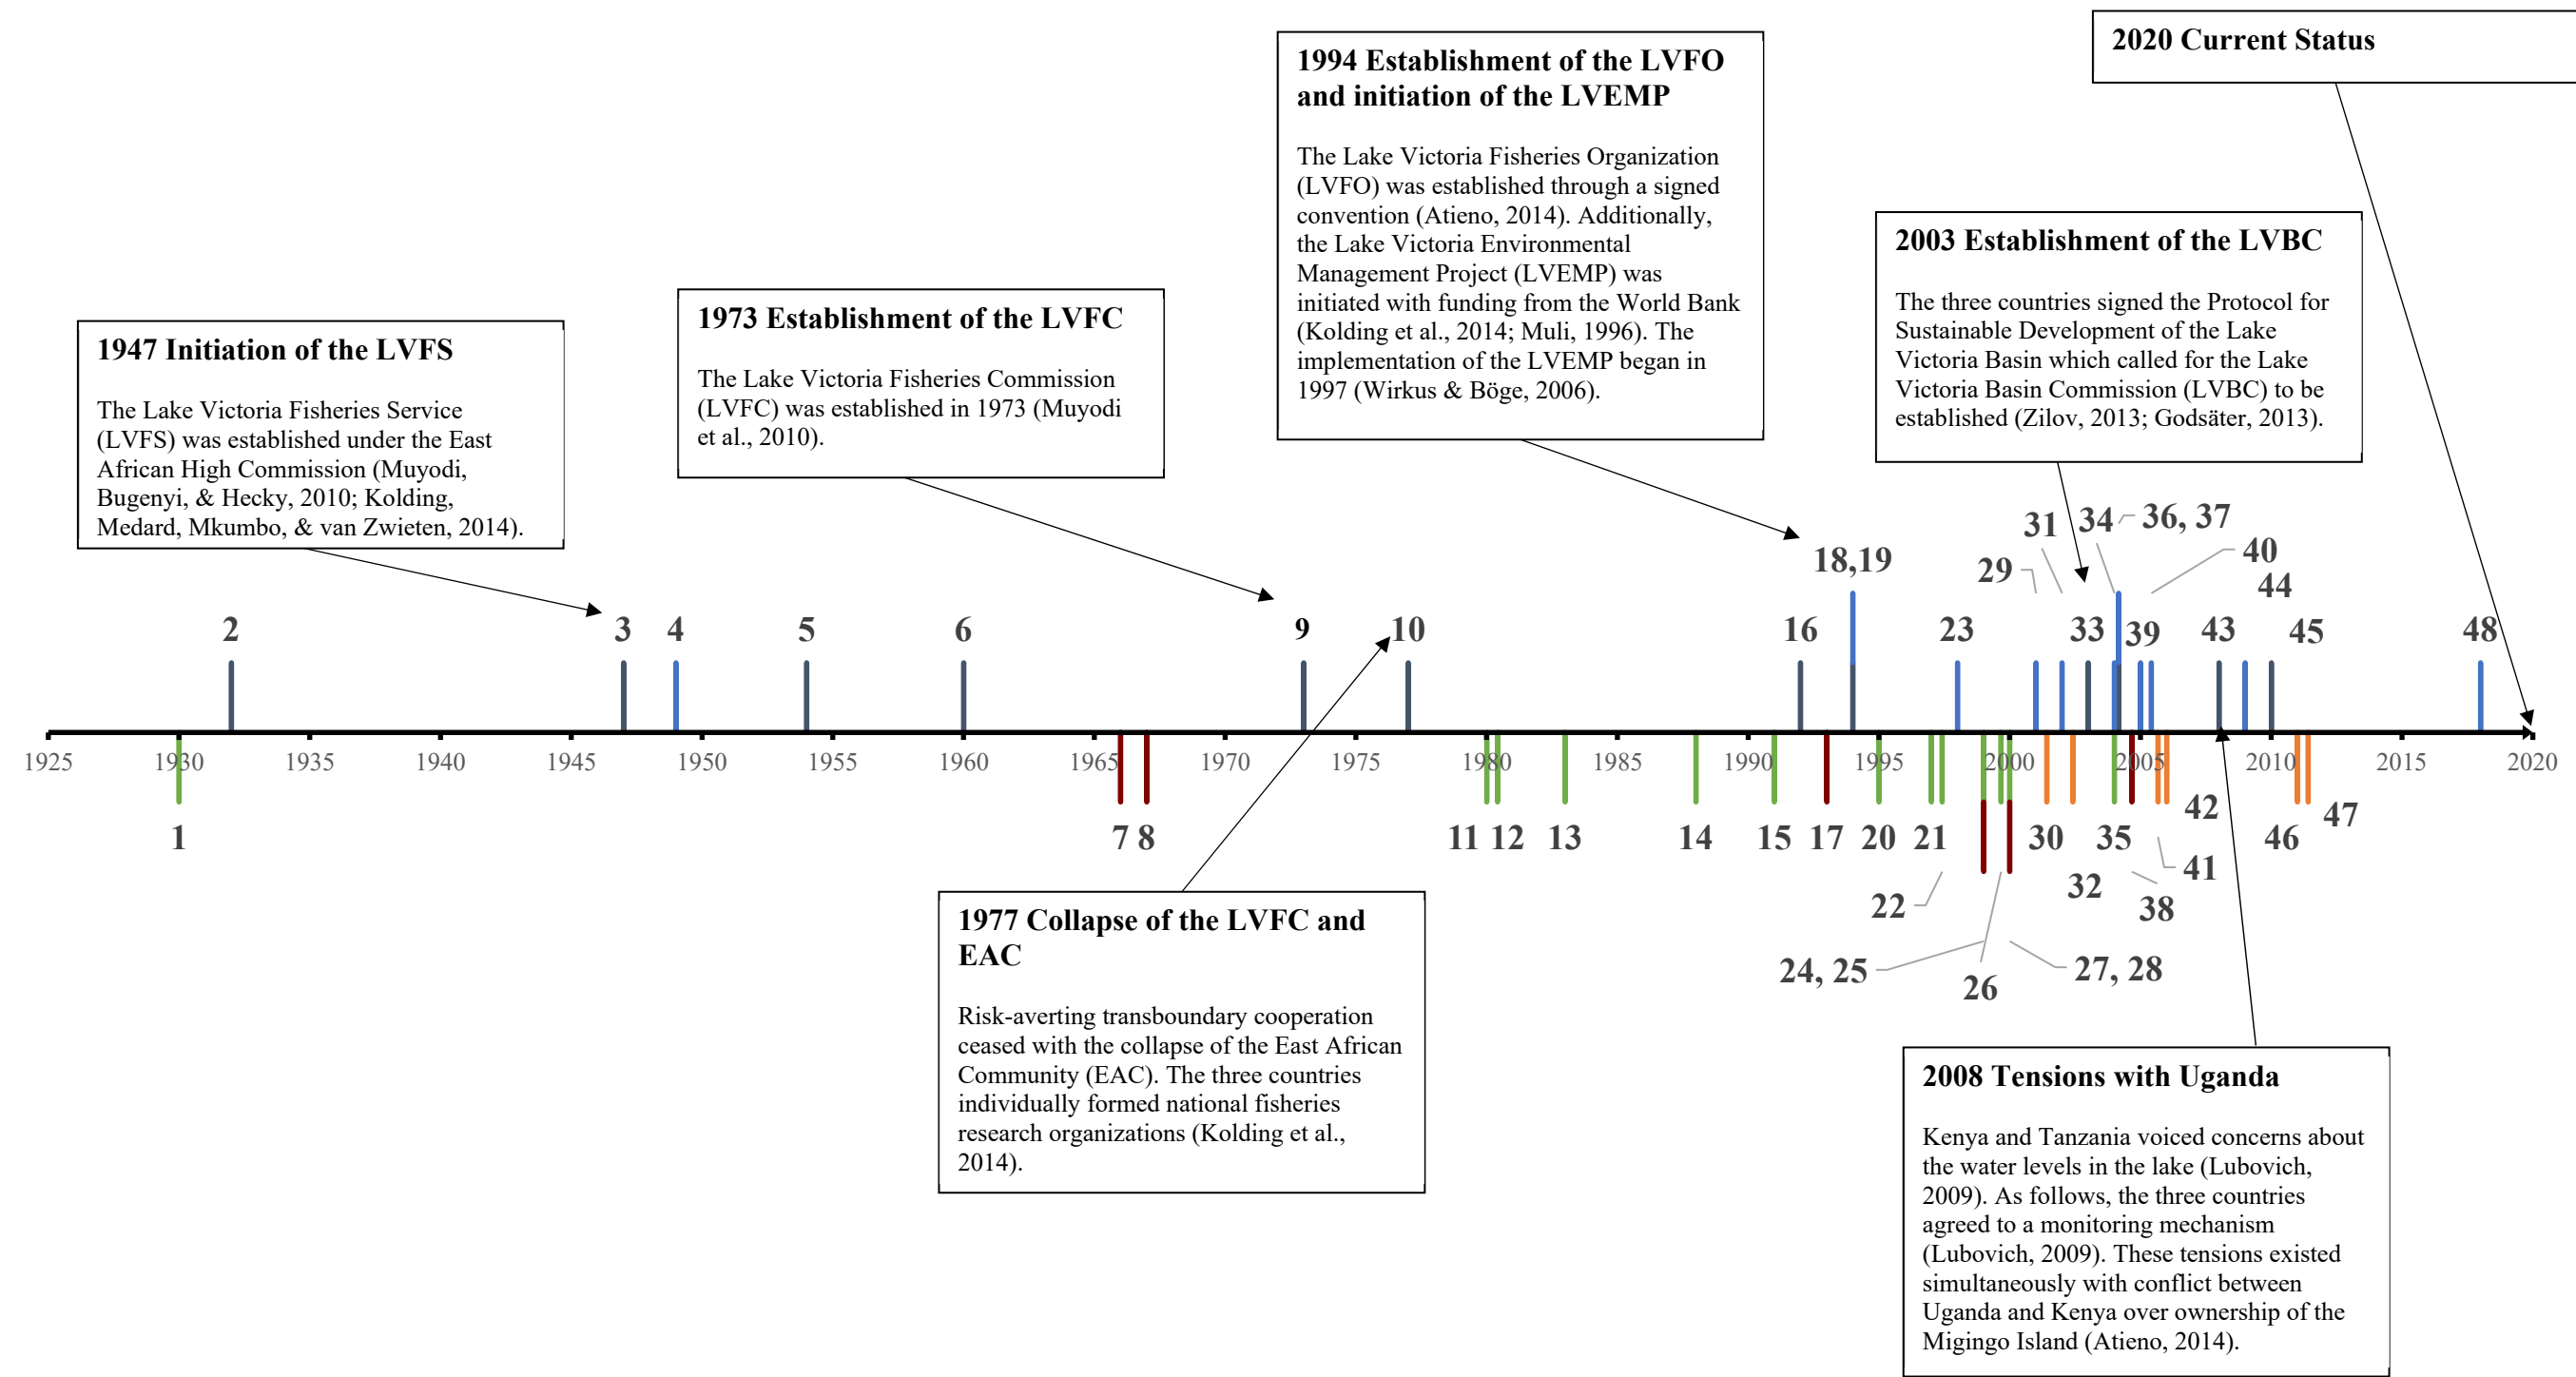 2020 Current Status
1994 Establishment of the LVFO
and initiation of the LVEMP
The Lake Victoria Fisheries Organization
(LVFO) was established through a signed
convention (Atieno, 2014). Additionally,
the Lake Victoria Environmental
Management Project (LVEMP) was
initiated with funding from the World Bank
(Kolding et al., 2014; Muli, 1996). The
implementation of the LVEMP began in
1997 (Wirkus & Böge, 2006).
2003 Establishment of the LVBC
The three countries signed the Protocol for
Sustainable Development of the Lake
Victoria Basin which called for the Lake
Victoria Basin Commission (LVBC) to be
established (Zilov, 2013; Godsäter, 2013).
1973 Establishment of the LVFC
The Lake Victoria Fisheries Commission
(LVFC) was established in 1973 (Muyodi
et al., 2010).
1947 Initiation of the LVFS
The Lake Victoria Fisheries Service
(LVFS) was established under the East
African High Commission (Muyodi,
Bugenyi, & Hecky, 2010; Kolding,
Medard, Mkumbo, & van Zwieten, 2014).
31 34 36, 37
18,19 29 40
44
2 3 4 5 6 9 10 16 23 33 39 43 45 48
1925 1930 1935 1940 1945 1950 1955 1960 1965 1970 1975 1980 1985 1990 1995 2000 2005 2010 2015 2020
42 47
1 7 8 11 12 13 14 15 17 20 21 30 35 46
41
32
22 38
24, 25 27, 28
26
1977 Collapse of the LVFC and
EAC
Risk-averting transboundary cooperation
ceased with the collapse of the East African
Community (EAC). The three countries
individually formed national fisheries
research organizations (Kolding et al.,
2014).
2008 Tensions with Uganda
Kenya and Tanzania voiced concerns about
the water levels in the lake (Lubovich,
2009). As follows, the three countries
agreed to a monitoring mechanism
(Lubovich, 2009). These tensions existed
simultaneously with conflict between
Uganda and Kenya over ownership of the
Migingo Island (Atieno, 2014).